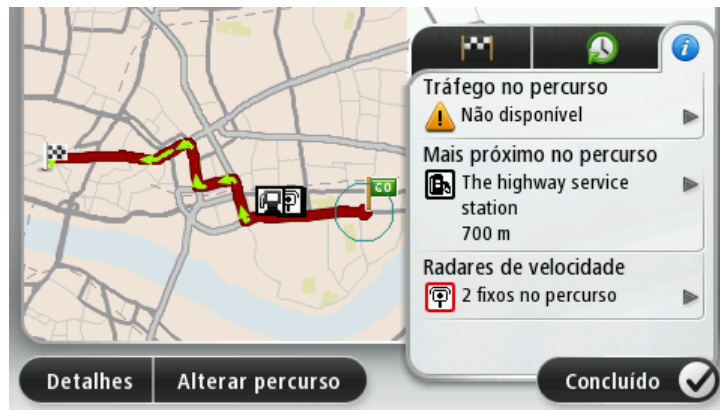 GO
Tráfego no percurso
Não disponível
Mais próximo no percurso
The highway service
station
700 m
Radares de velocidade
2 fixos no percurso
Detalhes
Alterar percurso
Concluído